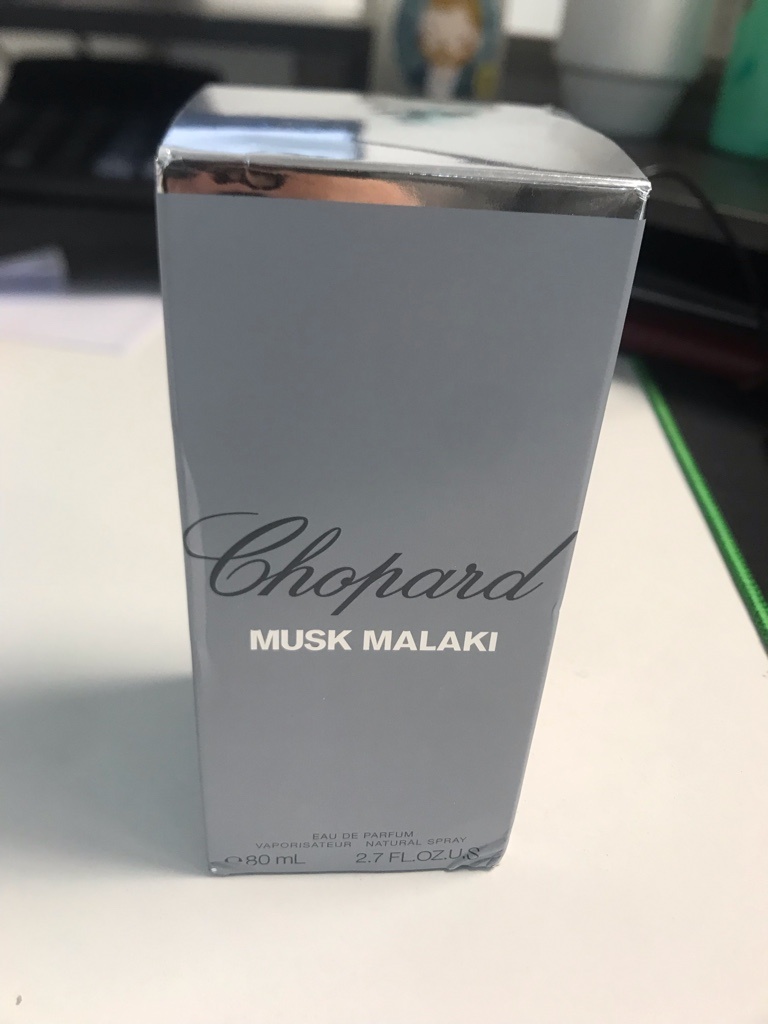 Chopard
MUSK MALAKI
EAU DE PARFUM
VAPORISATEUR NATURAL SPRAY
℮80 mL 2.7 FL.OZ.U.S